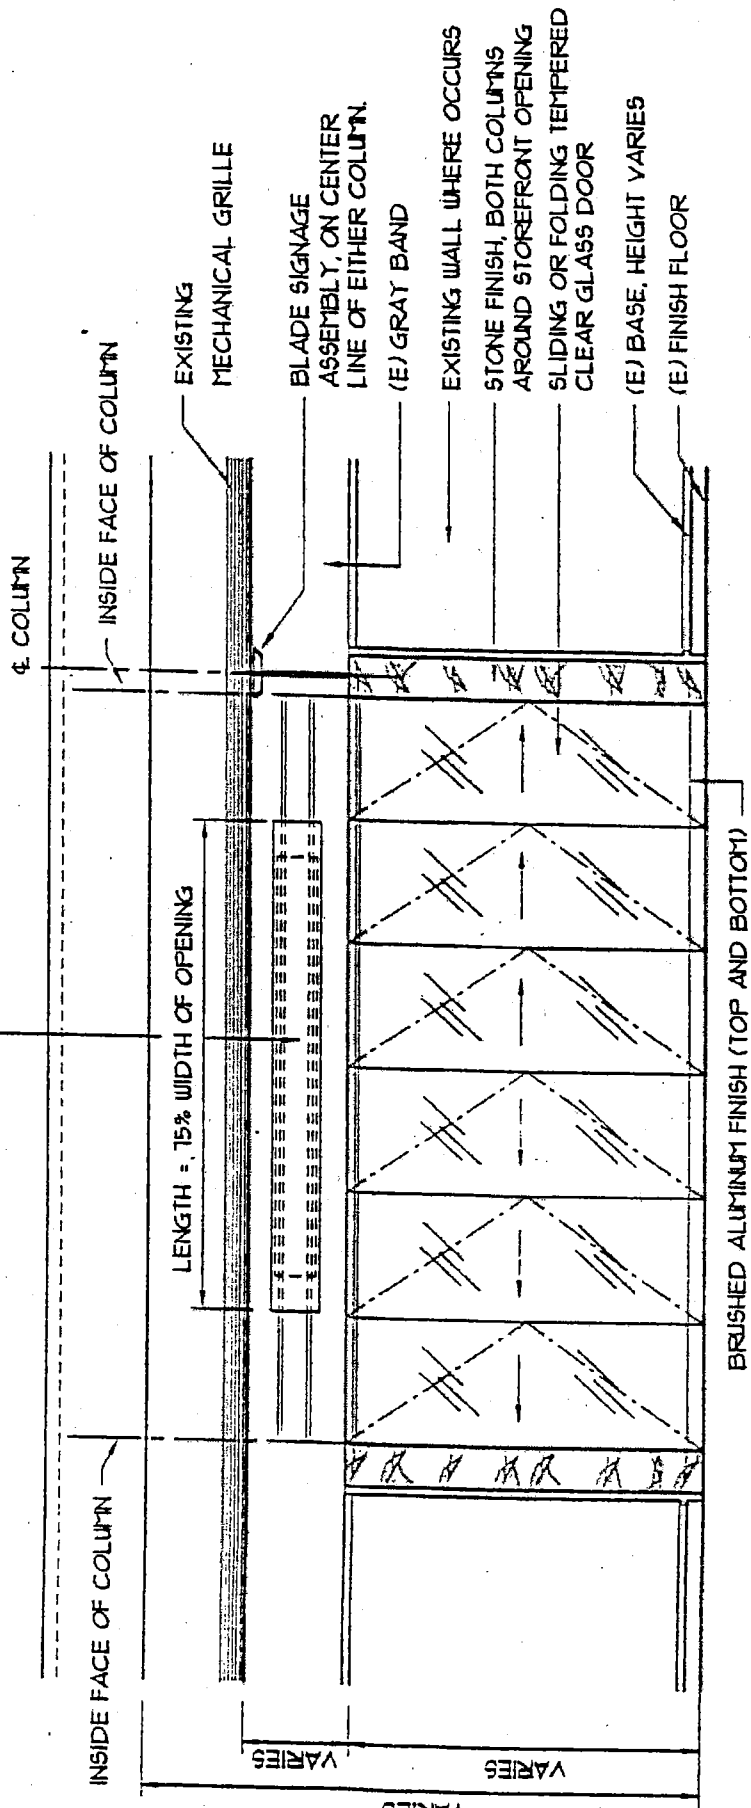 ℄ COLUMN
INSIDE FACE OF COLUMN
EXISTING
MECHANICAL GRILLE
BLADE SIGNAGE
ASSEMBLY, ON CENTER
LINE OF EITHER COLUMN.
(E) GRAY BAND
EXISTING WALL WHERE OCCURS
STONE FINISH, BOTH COLUMNS
AROUND STOREFRONT OPENING
SLIDING OR FOLDING TEMPERED
CLEAR GLASS DOOR
(E) BASE, HEIGHT VARIES
(E) FINISH FLOOR
LENGTH = 75% WIDTH OF OPENING
BRUSHED ALUMINUM FINISH (TOP AND BOTTOM)
INSIDE FACE OF COLUMN
VARIES
VARIES